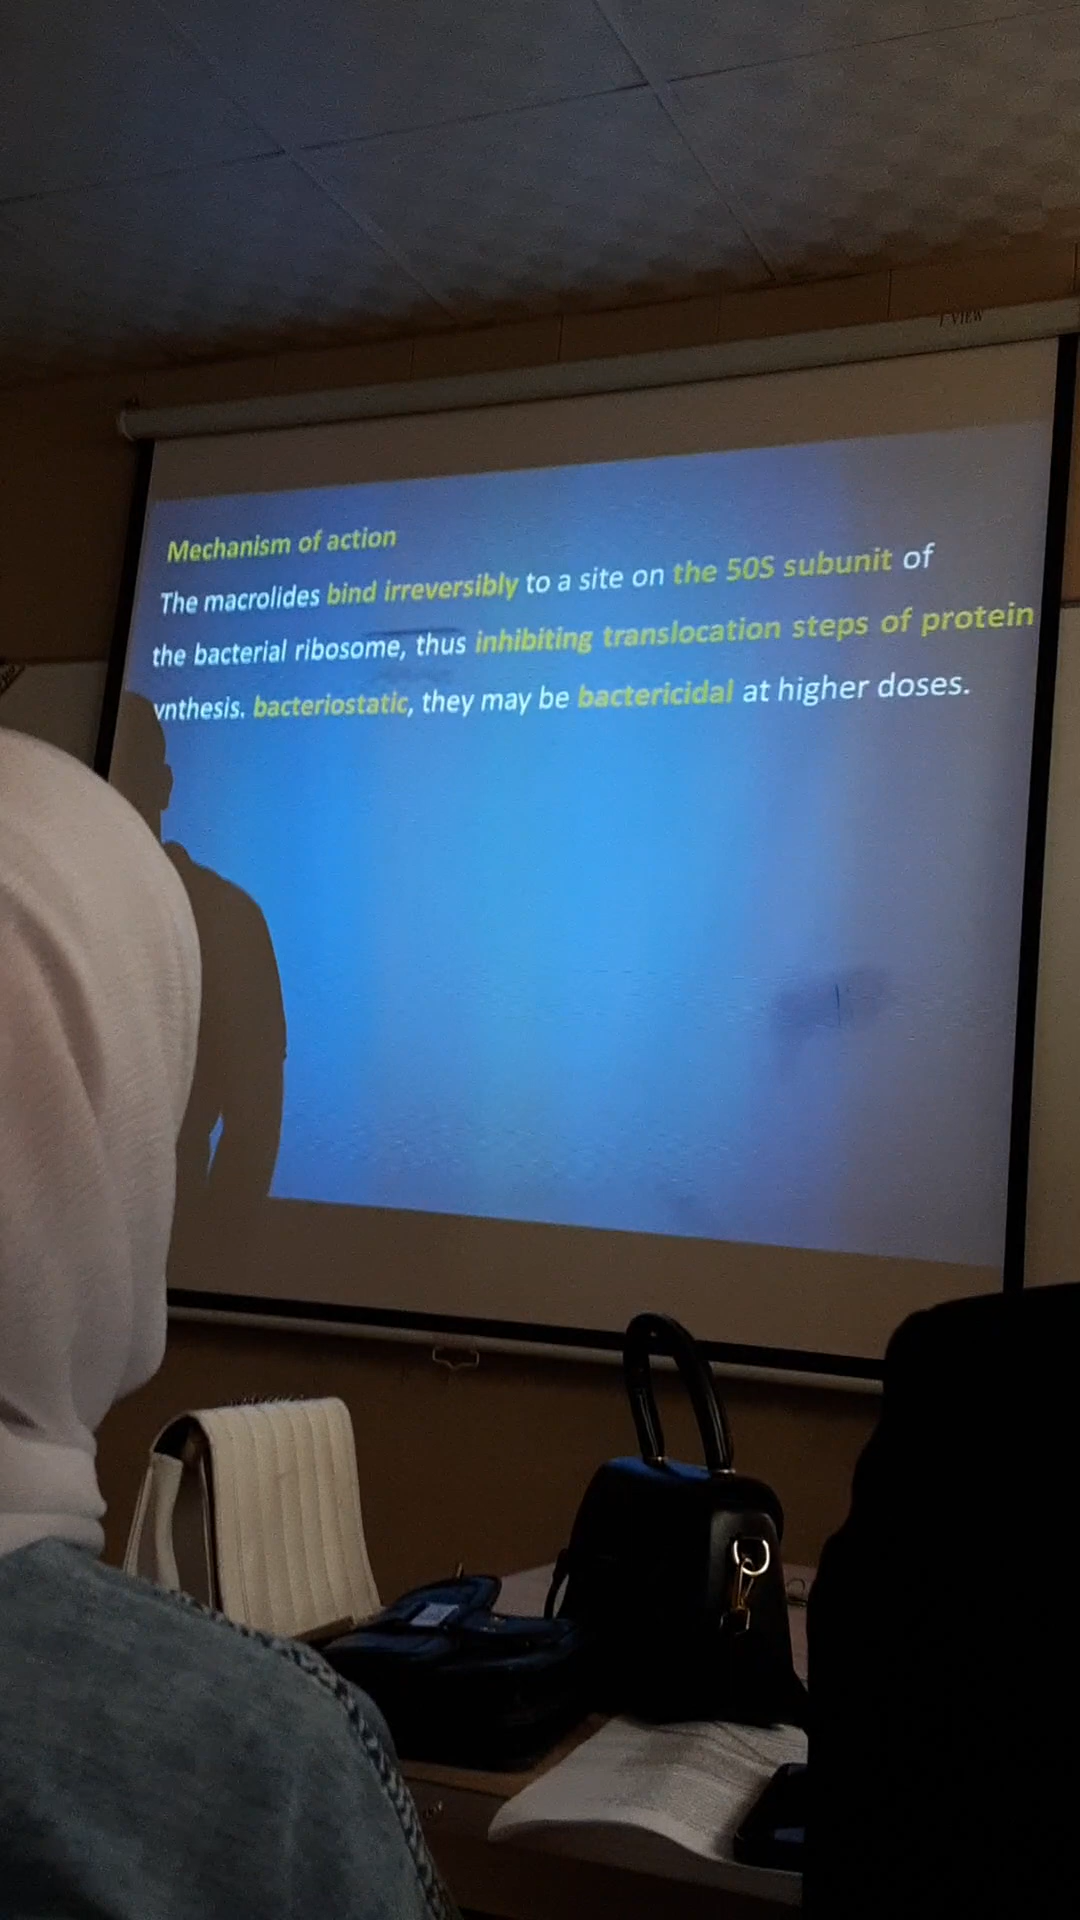 Mechanism of action
The macrolides bind irreversibly to a site on the 50S subunit of
the bacterial ribosome, thus inhibiting translocation steps of protein
ynthesis. bacteriostatic, they may be bactericidal at higher doses.